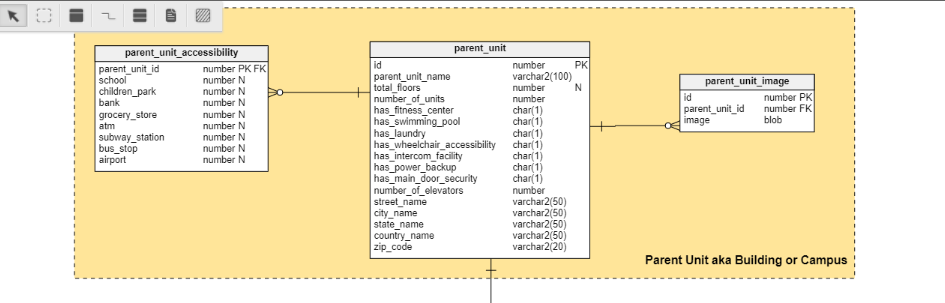 parent_unit_accessibility
parent_unit_id number PK FK
school number N
children_park number N
bank number N
grocery_store number N
atm number N
subway_station number N
bus_stop number N
airport number N
parent_unit
id number PK
parent_unit_name varchar2(100)
total_floors number N
number_of_units number
has_fitness_center char(1)
has_swimming_pool char(1)
has_laundry char(1)
has_wheelchair_accessibility char(1)
has_intercom_facility char(1)
has_power_backup char(1)
has_main_door_security char(1)
number_of_elevators number
street_name varchar2(50)
city_name varchar2(50)
state_name varchar2(50)
country_name varchar2(50)
zip_code varchar2(20)
parent_unit_image
id number PK
parent_unit_id number FK
image blob
Parent Unit aka Building or Campus